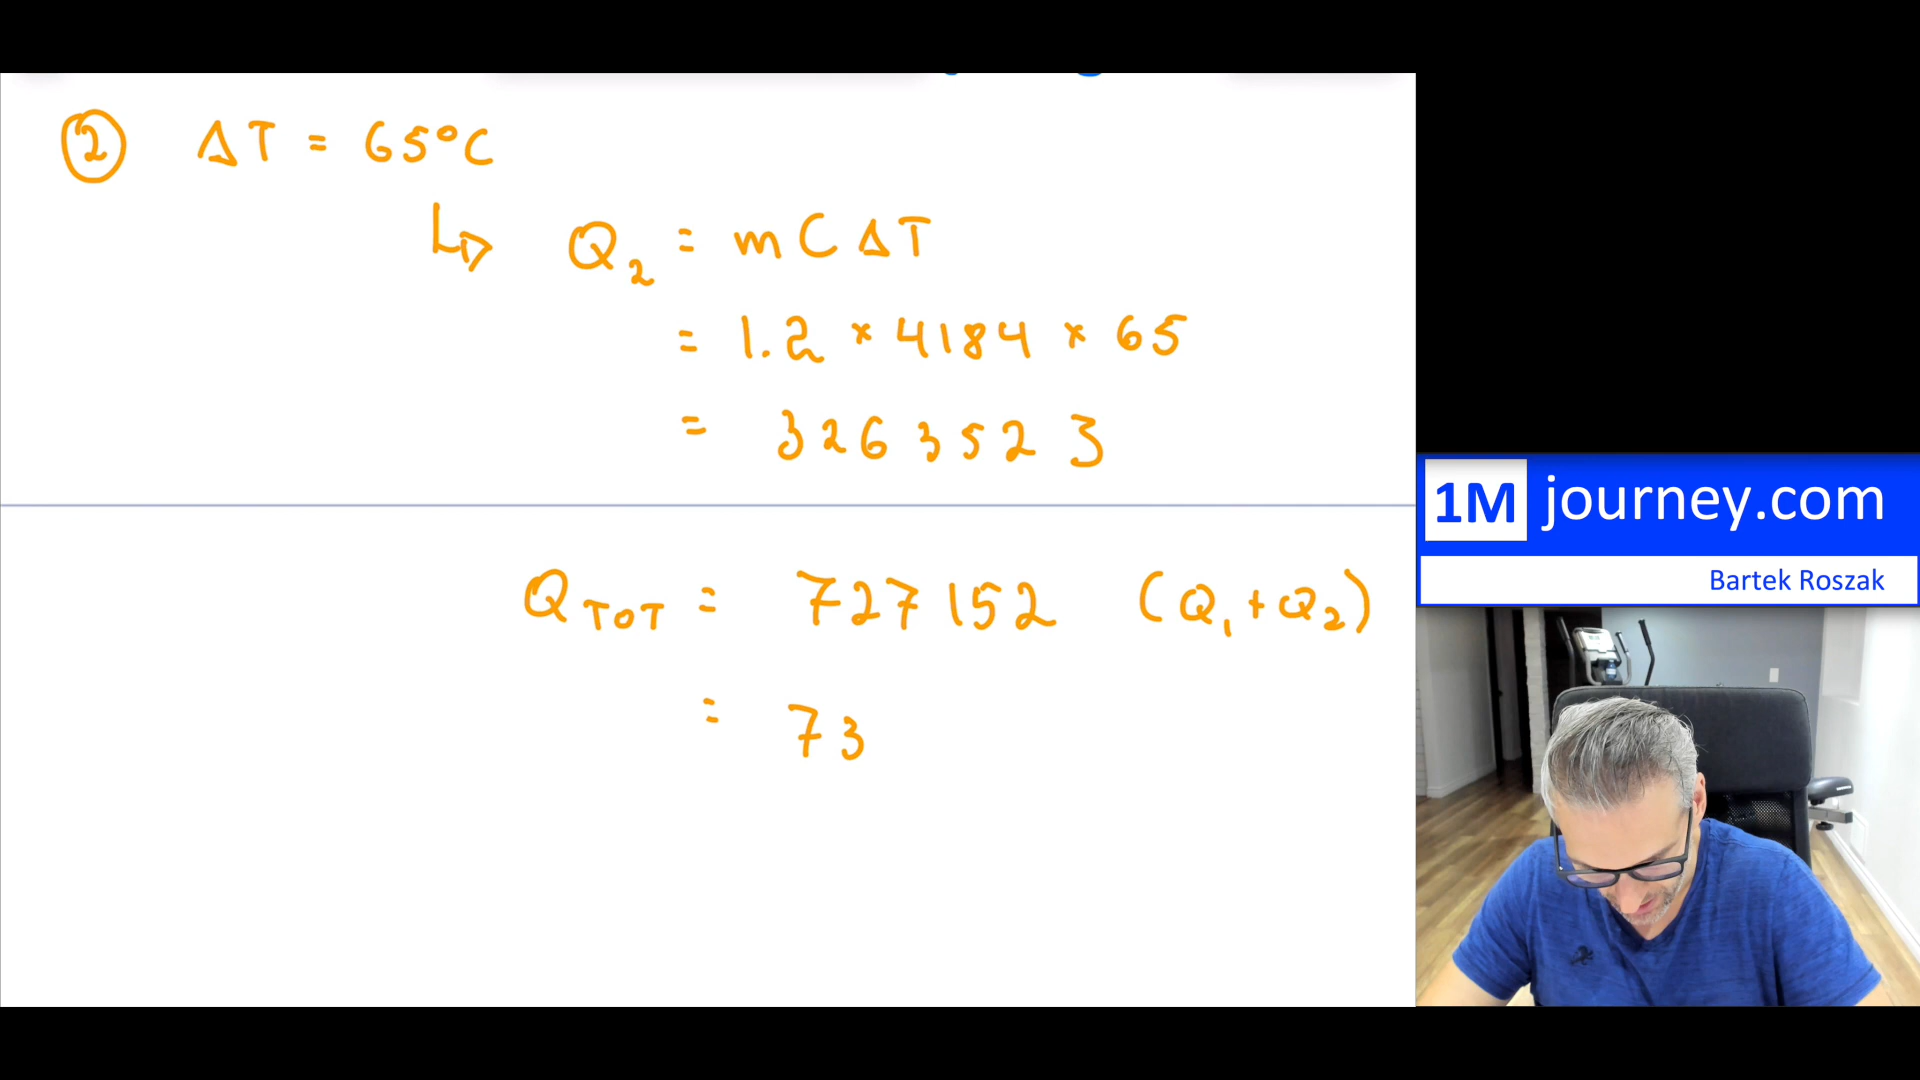 ② ΔT = 65°C
↳ Q₂ = mCΔT
= 1.2 * 4184 * 65
= 3263523
Q_TOT = 727152 (Q₁+Q₂)
= 73
1M journey.com
Bartek Roszak